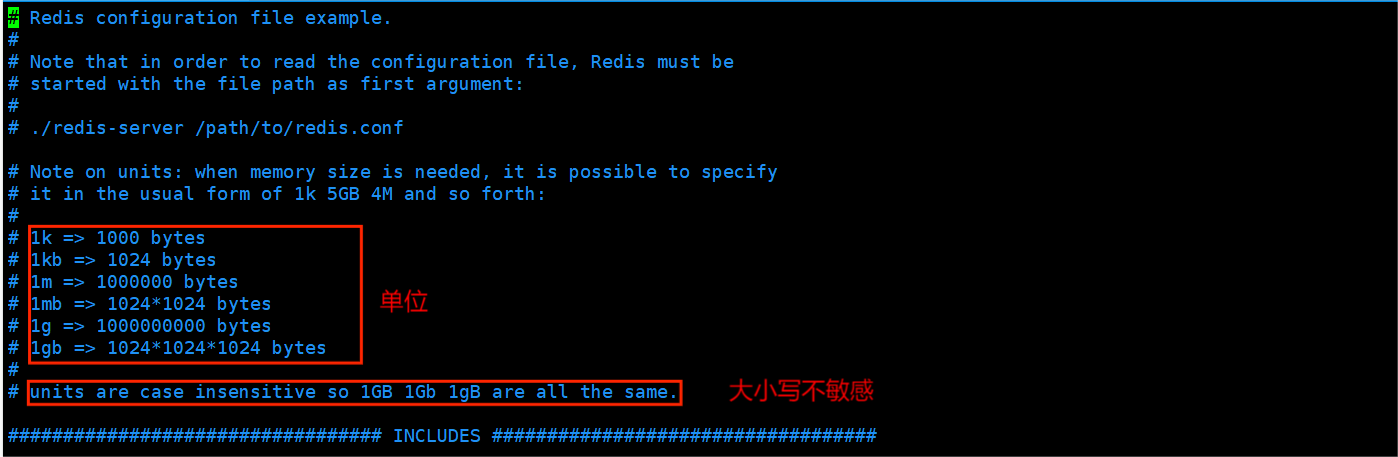 # Redis configuration file example.
#
# Note that in order to read the configuration file, Redis must be
# started with the file path as first argument:
#
# ./redis-server /path/to/redis.conf
# Note on units: when memory size is needed, it is possible to specify
# it in the usual form of 1k 5GB 4M and so forth:
#
# 1k => 1000 bytes
# 1kb => 1024 bytes
# 1m => 1000000 bytes
# 1mb => 1024*1024 bytes
单位
# 1g => 1000000000 bytes
# 1gb => 1024*1024*1024 bytes
#
# units are case insensitive so 1GB 1Gb 1gB are all the same.
大小写不敏感
################################## INCLUDES ###################################